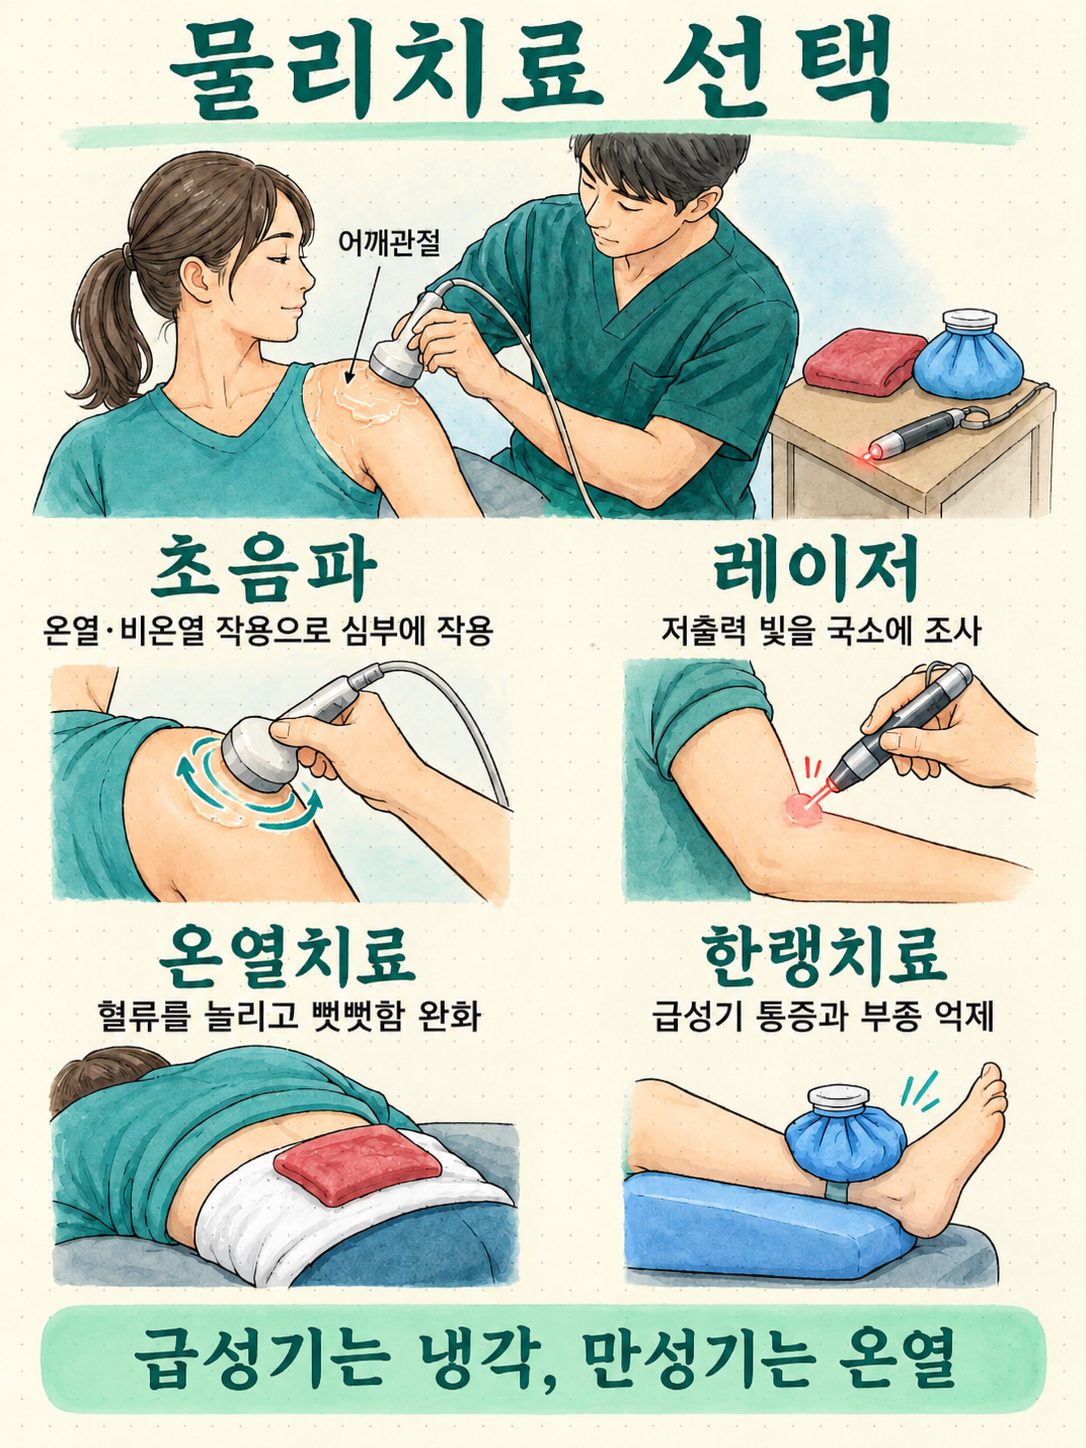 물리치료 선택
어깨관절
초음파
온열·비온열 작용으로 심부에 작용
레이저
저출력 빛을 국소에 조사
온열치료
혈류를 늘리고 뻣뻣함 완화
한랭치료
급성기 통증과 부종 억제
급성기는 냉각, 만성기는 온열